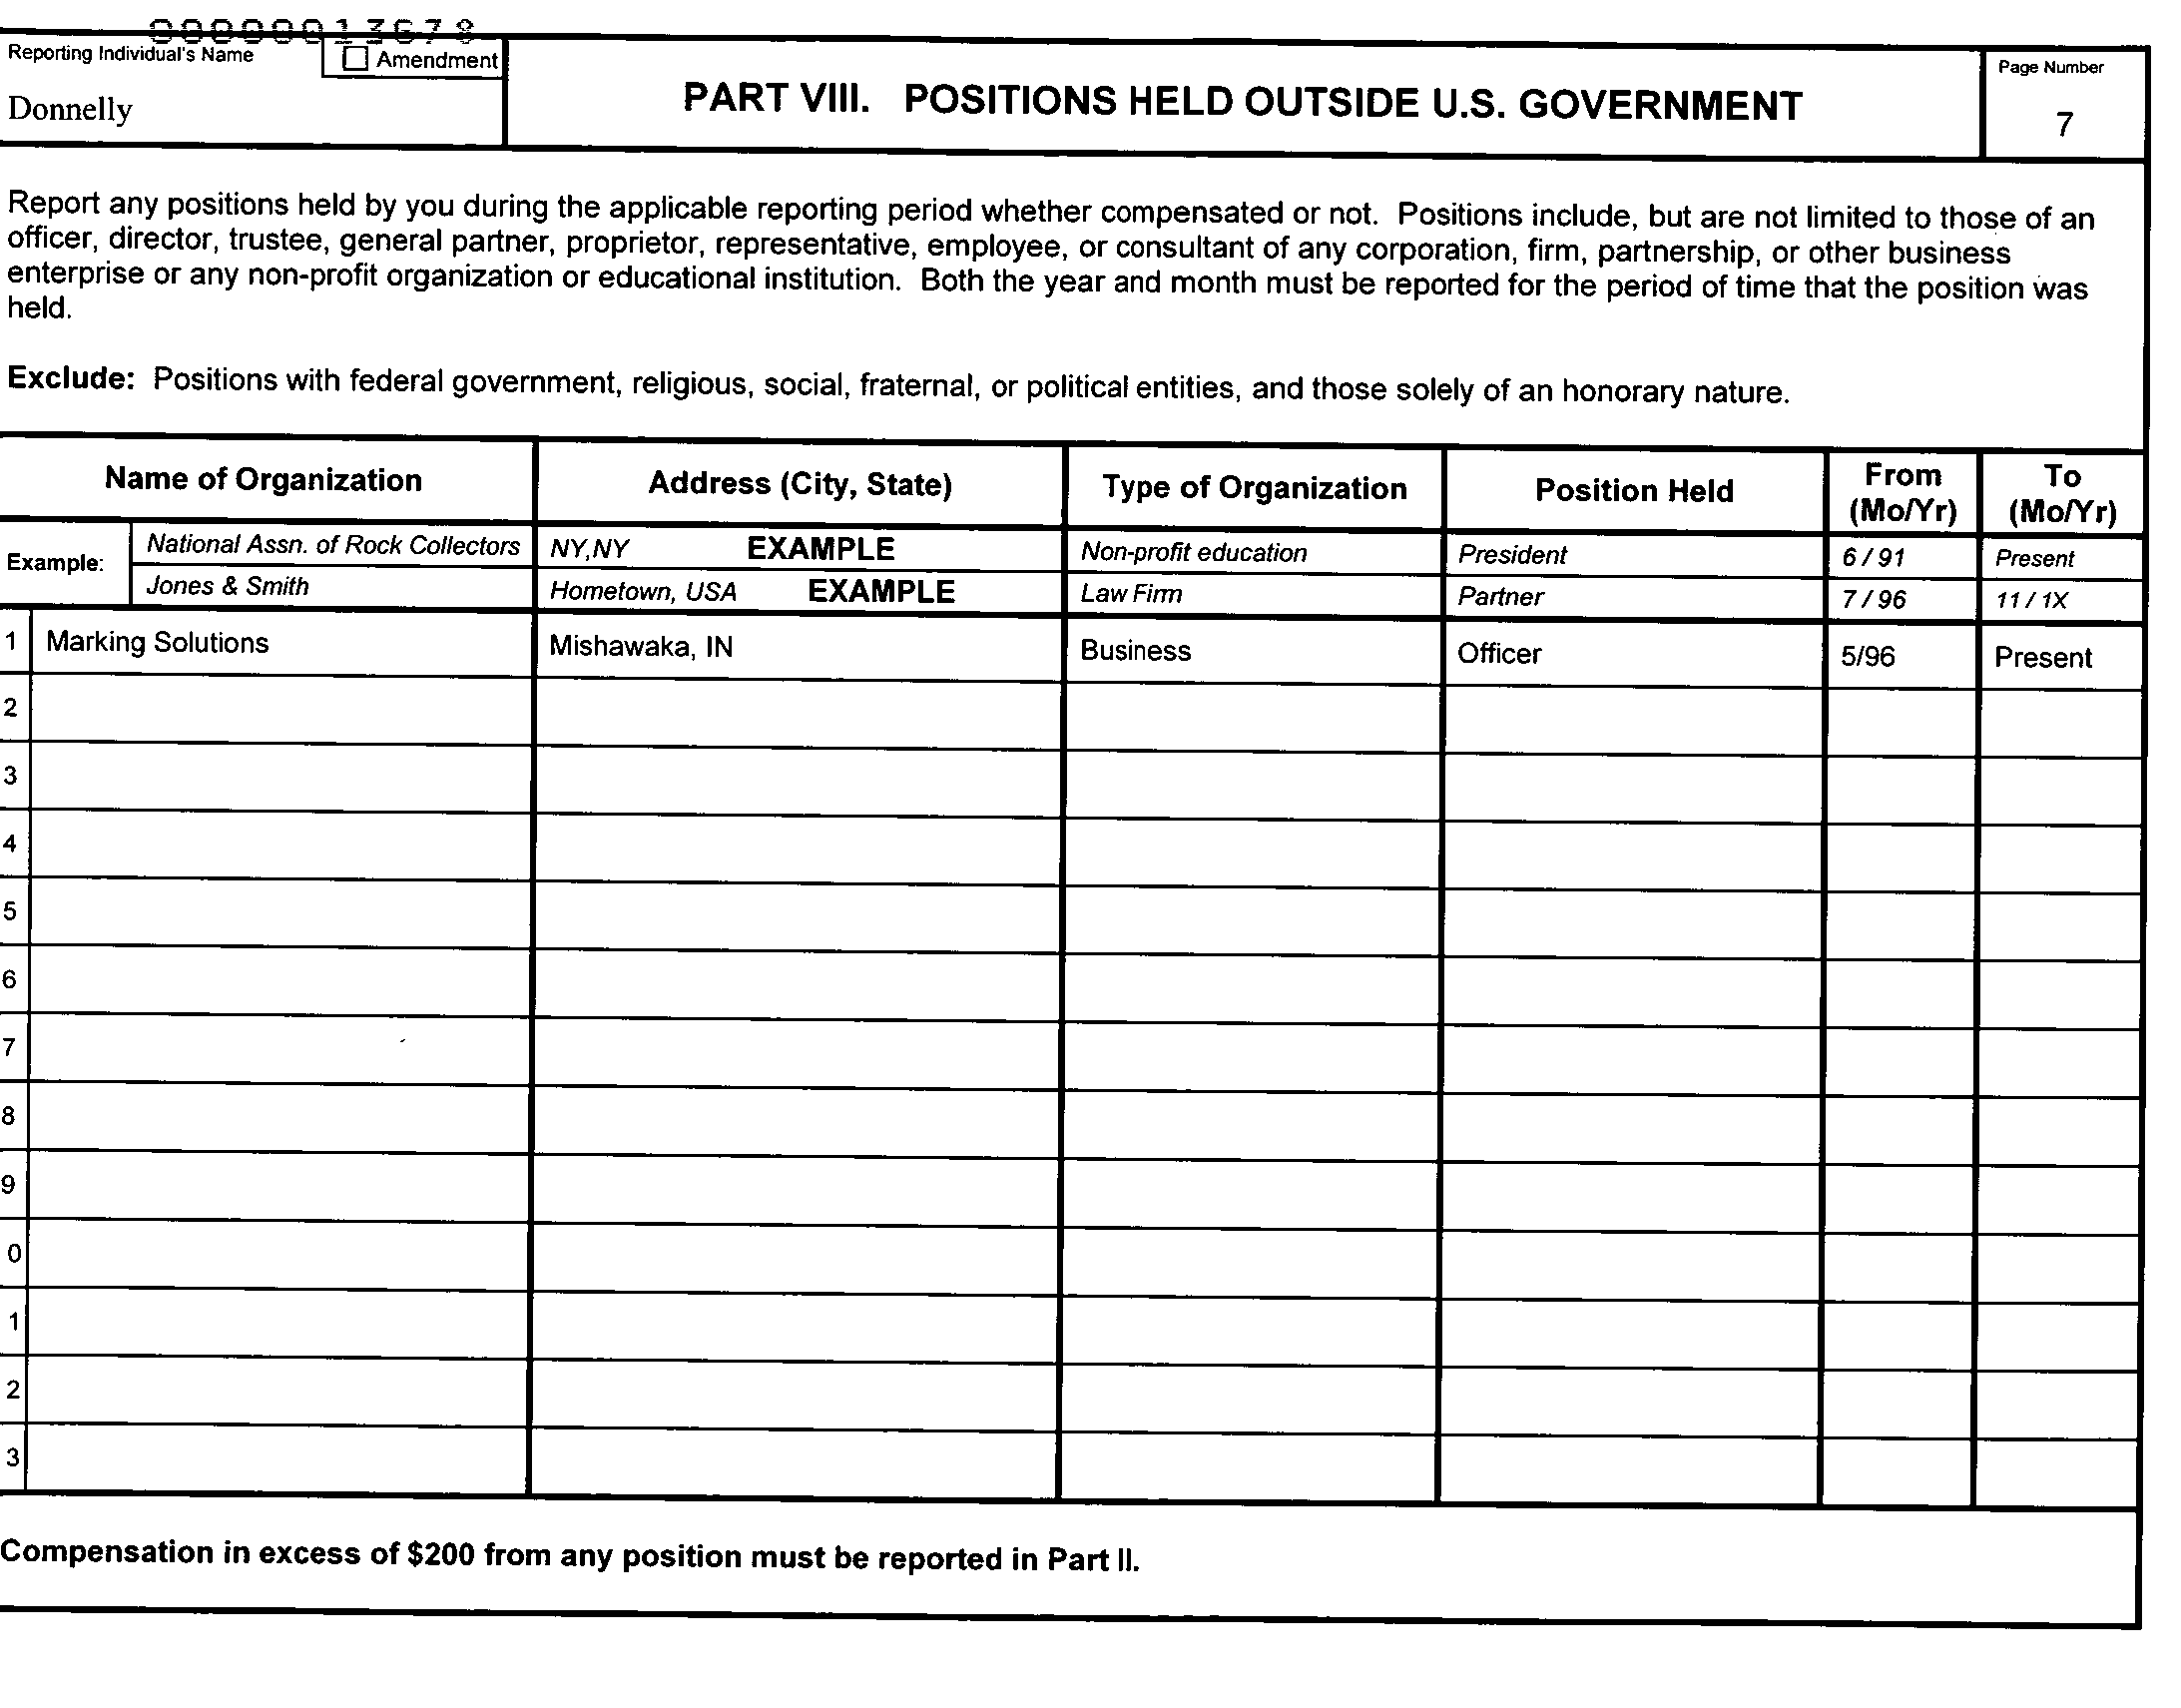 000000013678
Reporting Individual's Name
Amendment
Donnelly
PART VIII. POSITIONS HELD OUTSIDE U.S. GOVERNMENT
Page Number
7
Report any positions held by you during the applicable reporting period whether compensated or not. Positions include, but are not limited to those of an
officer, director, trustee, general partner, proprietor, representative, employee, or consultant of any corporation, firm, partnership, or other business
enterprise or any non-profit organization or educational institution. Both the year and month must be reported for the period of time that the position was
held.
Exclude: Positions with federal government, religious, social, fraternal, or political entities, and those solely of an honorary nature.
Name of Organization Address (City, State) Type of Organization Position Held From (Mo/Yr) To (Mo/Yr)
Example: National Assn. of Rock Collectors NY,NY EXAMPLE Non-profit education President 6 / 91 Present
Jones & Smith Hometown, USA EXAMPLE Law Firm Partner 7 / 96 11 / 1X
1 Marking Solutions Mishawaka, IN Business Officer 5/96 Present
2
3
4
5
6
7
8
9
0
1
2
3
Compensation in excess of $200 from any position must be reported in Part II.